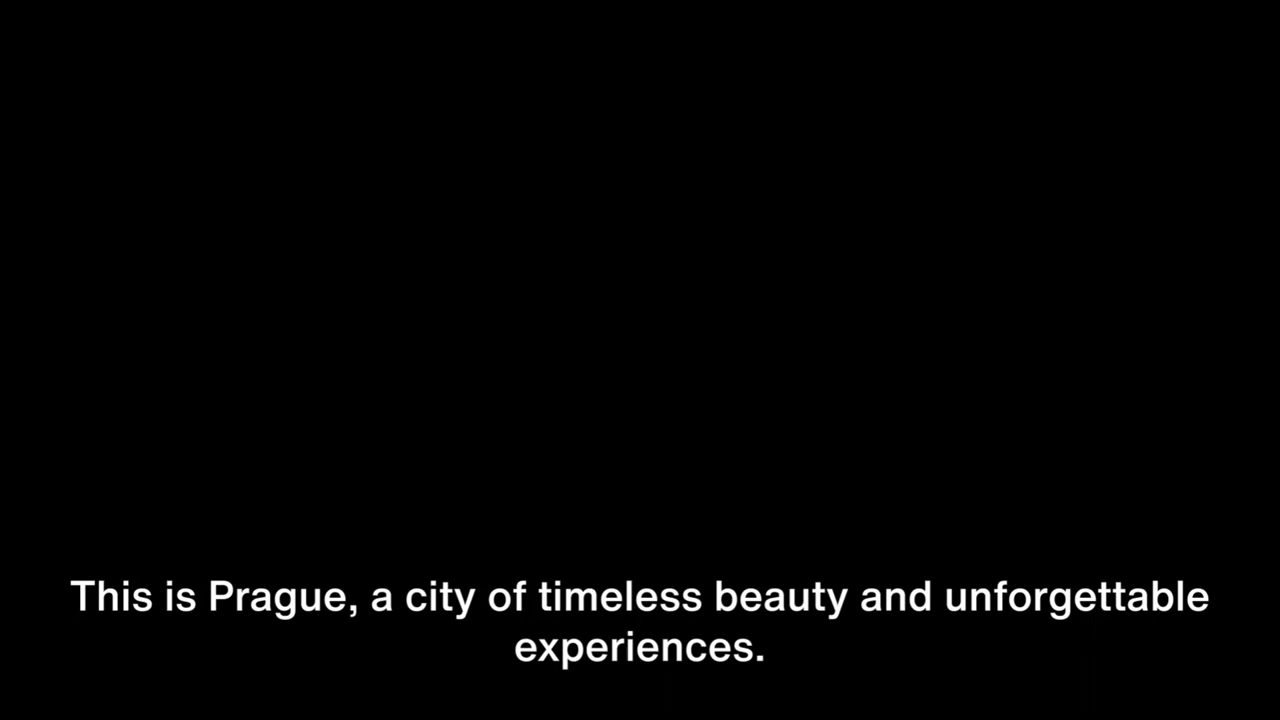 This is Prague, a city of timeless beauty and unforgettable
experiences.